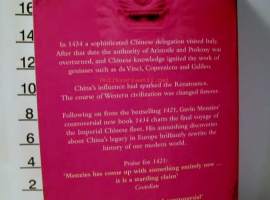 16
14
12
10
8
6
4
2
In 1434 a sophisticated Chinese delegation visited Italy.
After that date the authority of Aristotle and Ptolemy was
overturned, and Chinese knowledge ignited the work of
geniuses such as da Vinci, Copernicus and Galileo.
China's influence had sparked the Renaissance.
The course of Western civilization was changed forever
Following on from the bestselling 1421, Gavin Menzies'
controversial new book 1434 charts the final voyage of
the Imperial Chinese fleet. His astonishing discoveries
about China's legacy in Europe brilliantly rewrite the
history of our modern world.
Praise for 1421:
'Menzies has come up with something entirely new ...
it is a startling claim'
Guardian